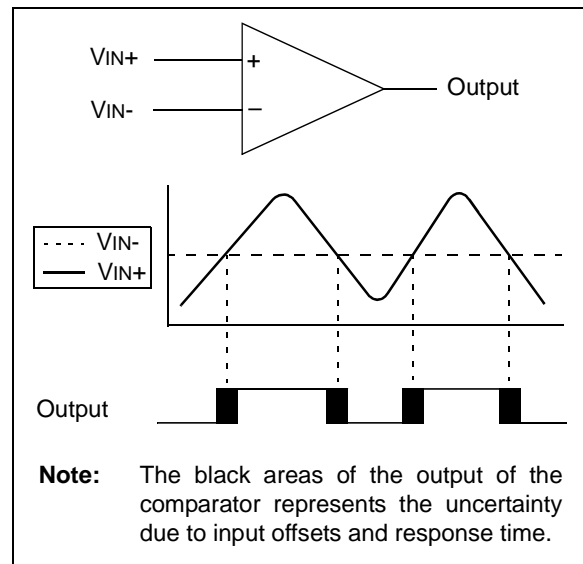 VIN+
+
Output
VIN-
–
VIN-
VIN+
Output
Note: The black areas of the output of the
comparator represents the uncertainty
due to input offsets and response time.